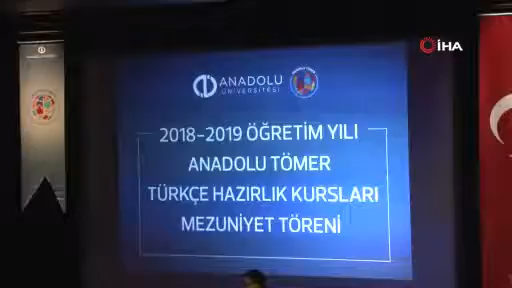 İHA
ANADOLU
ÜNİVERSİTESİ
2018-2019 ÖĞRETİM YILI
ANADOLU TÖMER
TÜRKÇE HAZIRLIK KURSLARI
MEZUNİYET TÖRENİ